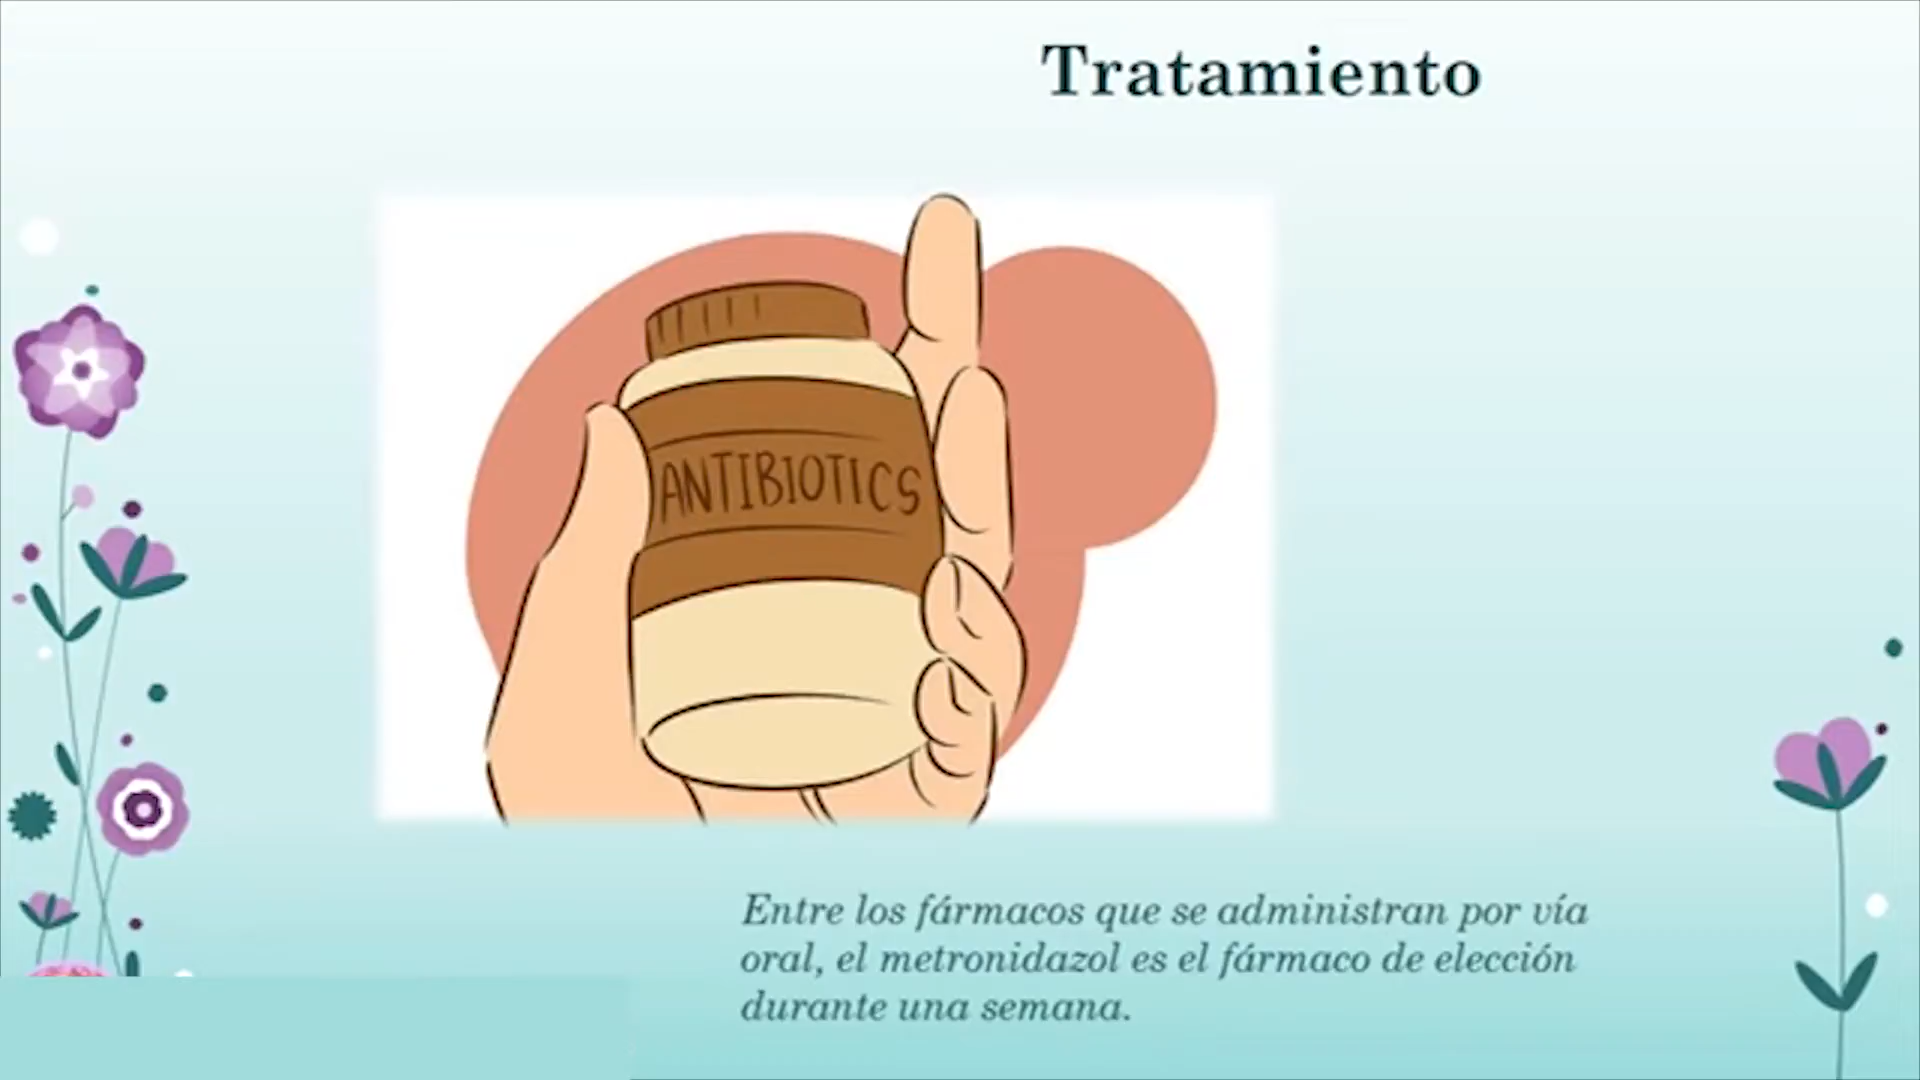 Tratamiento
ANTIBIOTICS
Entre los fármacos que se administran por vía
oral, el metronidazol es el fármaco de elección
durante una semana.